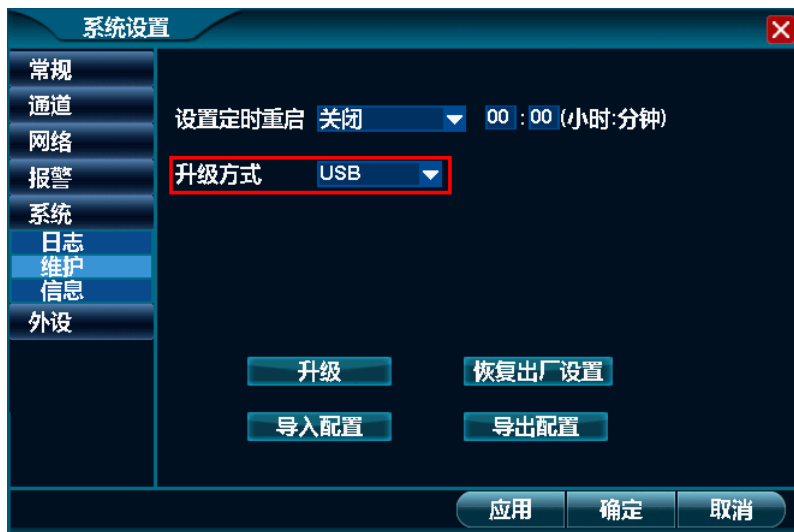 系统设置
常规
通道
网络
报警
系统
日志
维护
信息
外设
设置定时重启 关闭 00 : 00 (小时:分钟)
升级方式 USB
升级 恢复出厂设置
导入配置 导出配置
应用 确定 取消